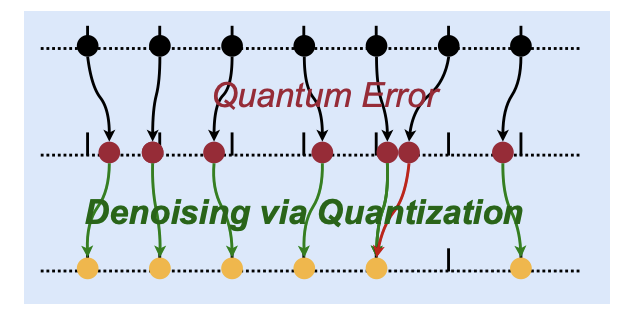 Quantum Error
Denoising via Quantization